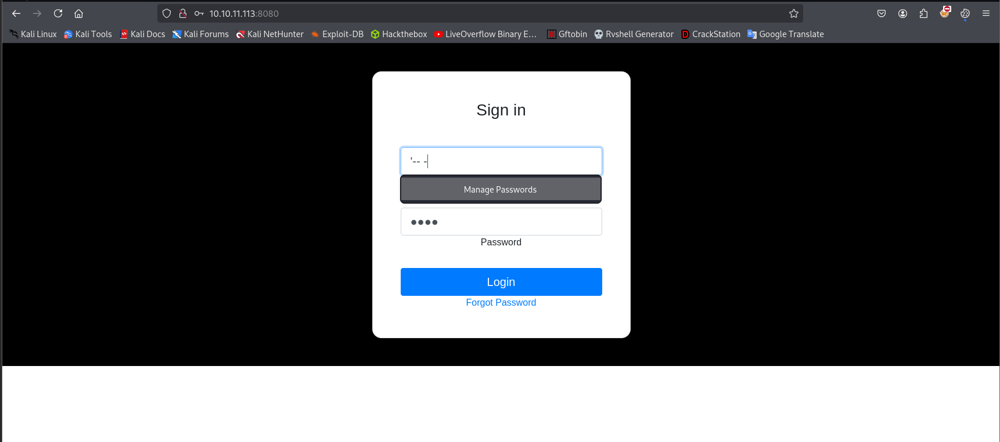 10.10.11.113:8080
Kali Linux Kali Tools Kali Docs Kali Forums Kali NetHunter Exploit-DB Hackthebox LiveOverflow Binary E... Gftobin Rvshell Generator CrackStation Google Translate
Sign in
'-- -
Manage Passwords
Password
Login
Forgot Password